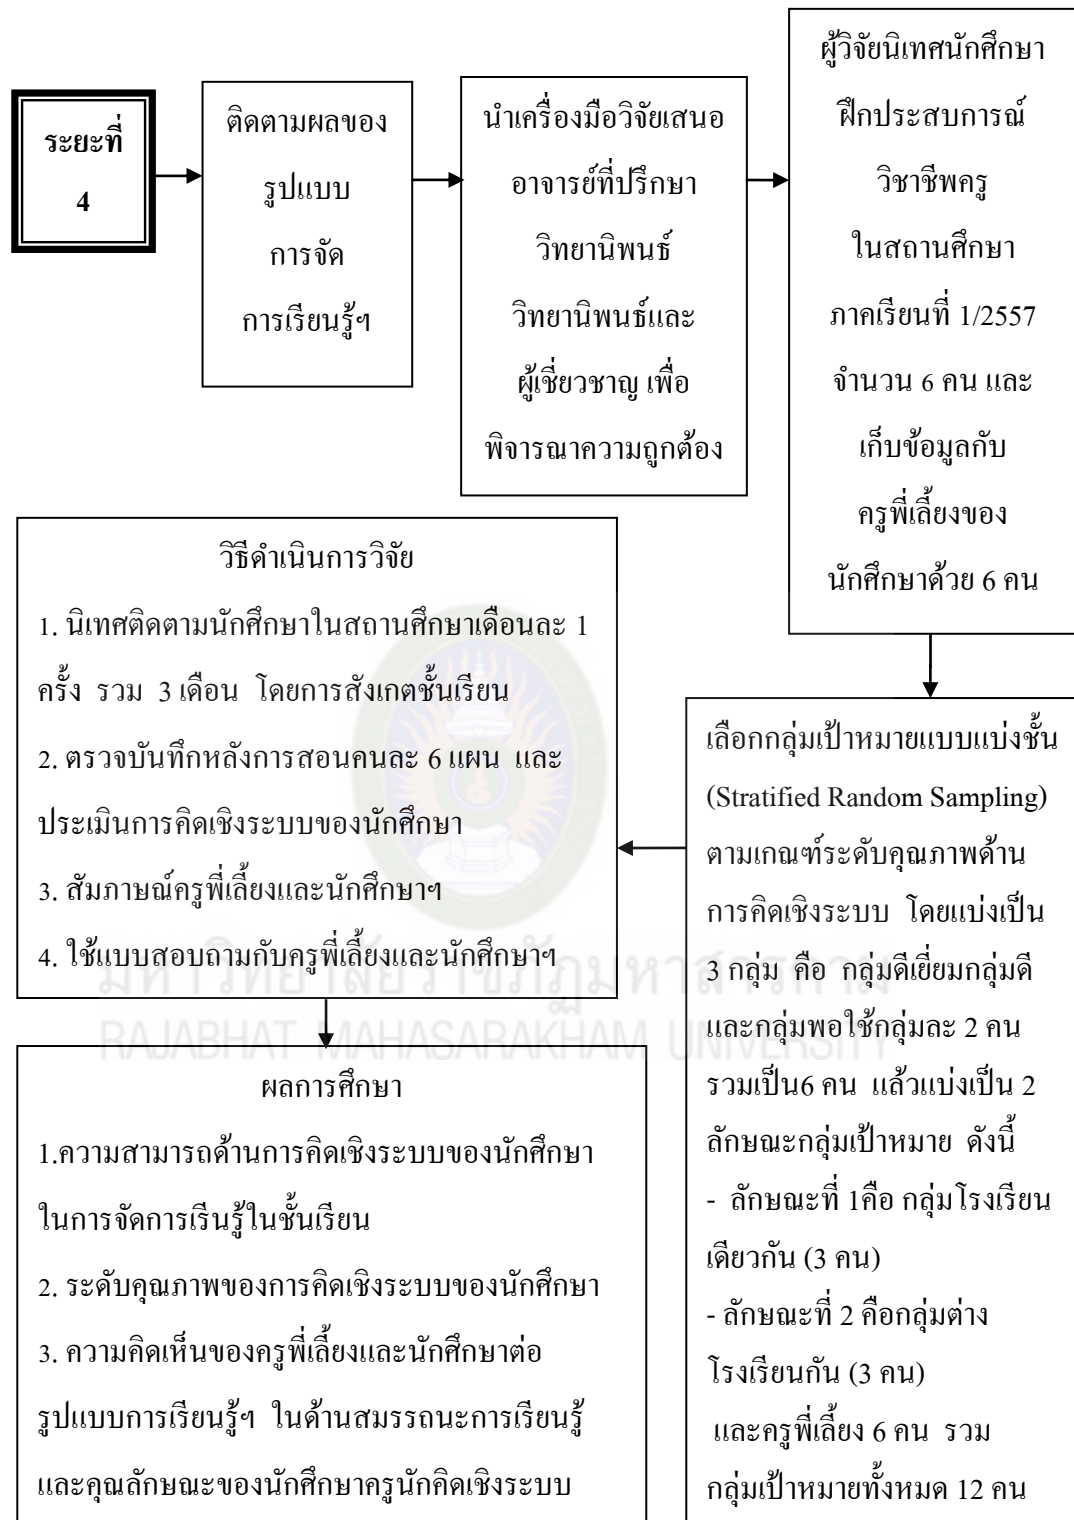 ระยะที่
4
ติดตามผลของ
รูปแบบ
การจัด
การเรียนรู้ฯ
นำเครื่องมือวิจัยเสนอ
อาจารย์ที่ปรึกษา
วิทยานิพนธ์
วิทยานิพนธ์และ
ผู้เชี่ยวชาญ เพื่อ
พิจารณาความถูกต้อง
ผู้วิจัยนิเทศนักศึกษา
ฝึกประสบการณ์
วิชาชีพครู
ในสถานศึกษา
ภาคเรียนที่ 1/2557
จำนวน 6 คน และ
เก็บข้อมูลกับ
ครูพี่เลี้ยงของ
นักศึกษาด้วย 6 คน
เลือกกลุ่มเป้าหมายแบบแบ่งชั้น
(Stratified Random Sampling)
ตามเกณฑ์ระดับคุณภาพด้าน
การคิดเชิงระบบ โดยแบ่งเป็น
3 กลุ่ม คือ กลุ่มดีเยี่ยมกลุ่มดี
และกลุ่มพอใช้กลุ่มละ 2 คน
รวมเป็น6 คน แล้วแบ่งเป็น 2
ลักษณะกลุ่มเป้าหมาย ดังนี้
- ลักษณะที่ 1คือ กลุ่มโรงเรียน
เดียวกัน (3 คน)
- ลักษณะที่ 2 คือกลุ่มต่าง
โรงเรียนกัน (3 คน)
และครูพี่เลี้ยง 6 คน รวม
กลุ่มเป้าหมายทั้งหมด 12 คน
วิธีดำเนินการวิจัย
1. นิเทศติดตามนักศึกษาในสถานศึกษาเดือนละ 1
ครั้ง รวม 3 เดือน โดยการสังเกตชั้นเรียน
2. ตรวจบันทึกหลังการสอนคนละ 6 แผน และ
ประเมินการคิดเชิงระบบของนักศึกษา
3. สัมภาษณ์ครูพี่เลี้ยงและนักศึกษาฯ
4. ใช้แบบสอบถามกับครูพี่เลี้ยงและนักศึกษาฯ
มหาวิทยาลัยราชภัฏมหาสารคาม
RAJABHAT MAHASARAKHAM UNIVERSITY
ผลการศึกษา
1.ความสามารถด้านการคิดเชิงระบบของนักศึกษา
ในการจัดการเรีนรู้ในชั้นเรียน
2. ระดับคุณภาพของการคิดเชิงระบบของนักศึกษา
3. ความคิดเห็นของครูพี่เลี้ยงและนักศึกษาต่อ
รูปแบบการเรียนรู้ฯ ในด้านสมรรถนะการเรียนรู้
และคุณลักษณะของนักศึกษาครูนักคิดเชิงระบบ